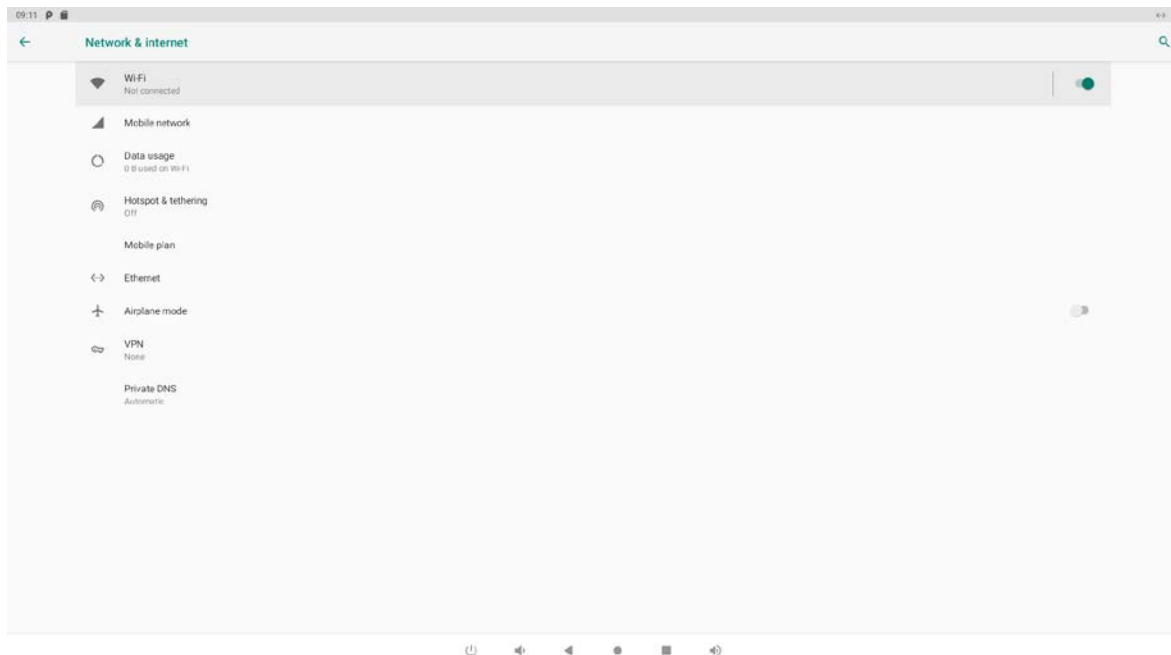 09:11
Network & internet
Wi-Fi
Not connected
Mobile network
Data usage
0 B used on Wi-Fi
Hotspot & tethering
Off
Mobile plan
Ethernet
Airplane mode
VPN
None
Private DNS
Automatic